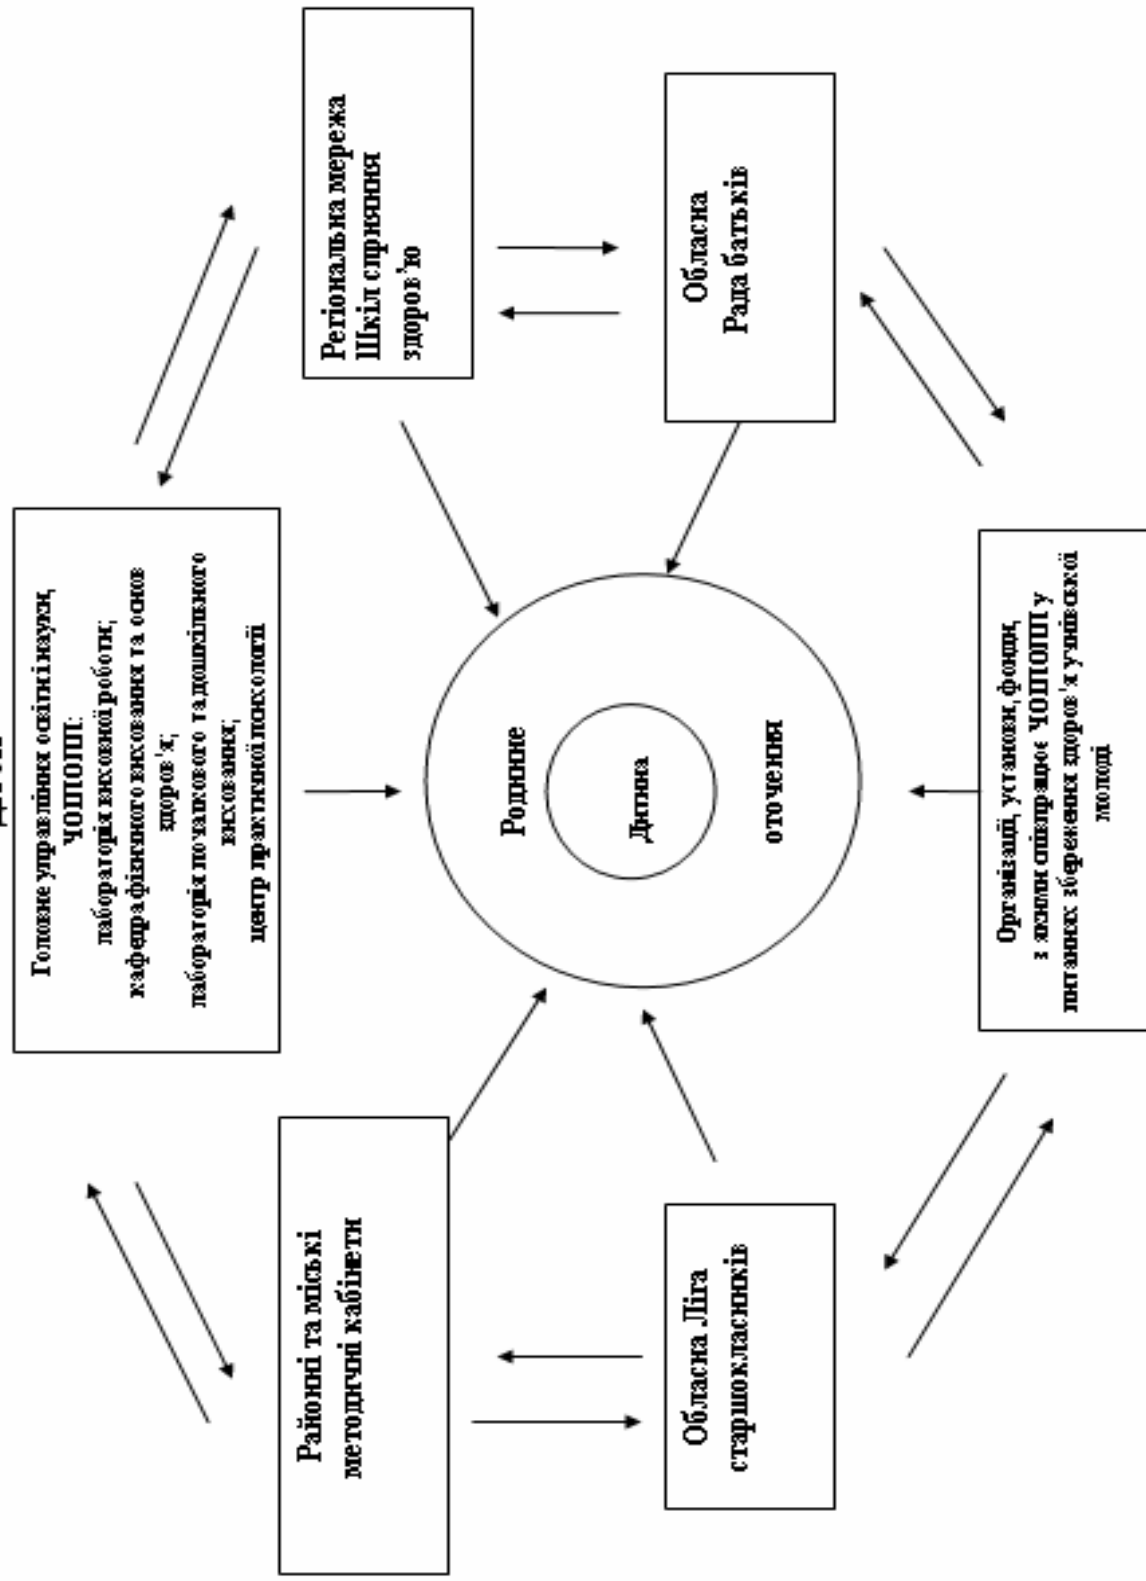 Головне управління освіти і науки,
ЧОІПОПП:
лабораторія виховної роботи;
кафедра фізичного виховання та основ
здоров'я;
лабораторія початкового та дошкільного
виховання;
центр практичної психології
Районні та міські
методичні кабінети
Регіональна мережа
Шкіл сприяння
здоров'ю
Родинне
Дитина
оточення
Обласна Ліга
старшокласників
Обласна
Рада батьків
Організації, установи, фонди,
з якими співпрацює ЧОІПОПП у
питаннях збереження здоров'я учнівської
молоді